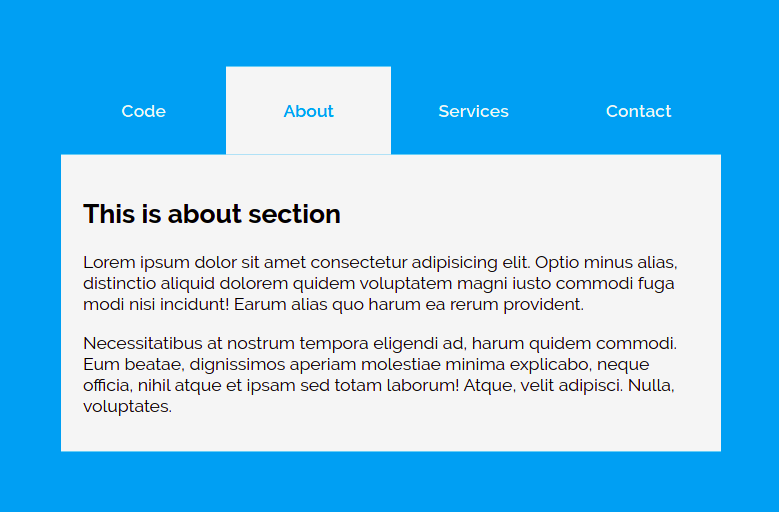 Code About Services Contact
This is about section
Lorem ipsum dolor sit amet consectetur adipisicing elit. Optio minus alias,
distinctio aliquid dolorem quidem voluptatem magni iusto commodi fuga
modi nisi incidunt! Earum alias quo harum ea rerum provident.
Necessitatibus at nostrum tempora eligendi ad, harum quidem commodi.
Eum beatae, dignissimos aperiam molestiae minima explicabo, neque
officia, nihil atque et ipsam sed totam laborum! Atque, velit adipisci. Nulla,
voluptates.